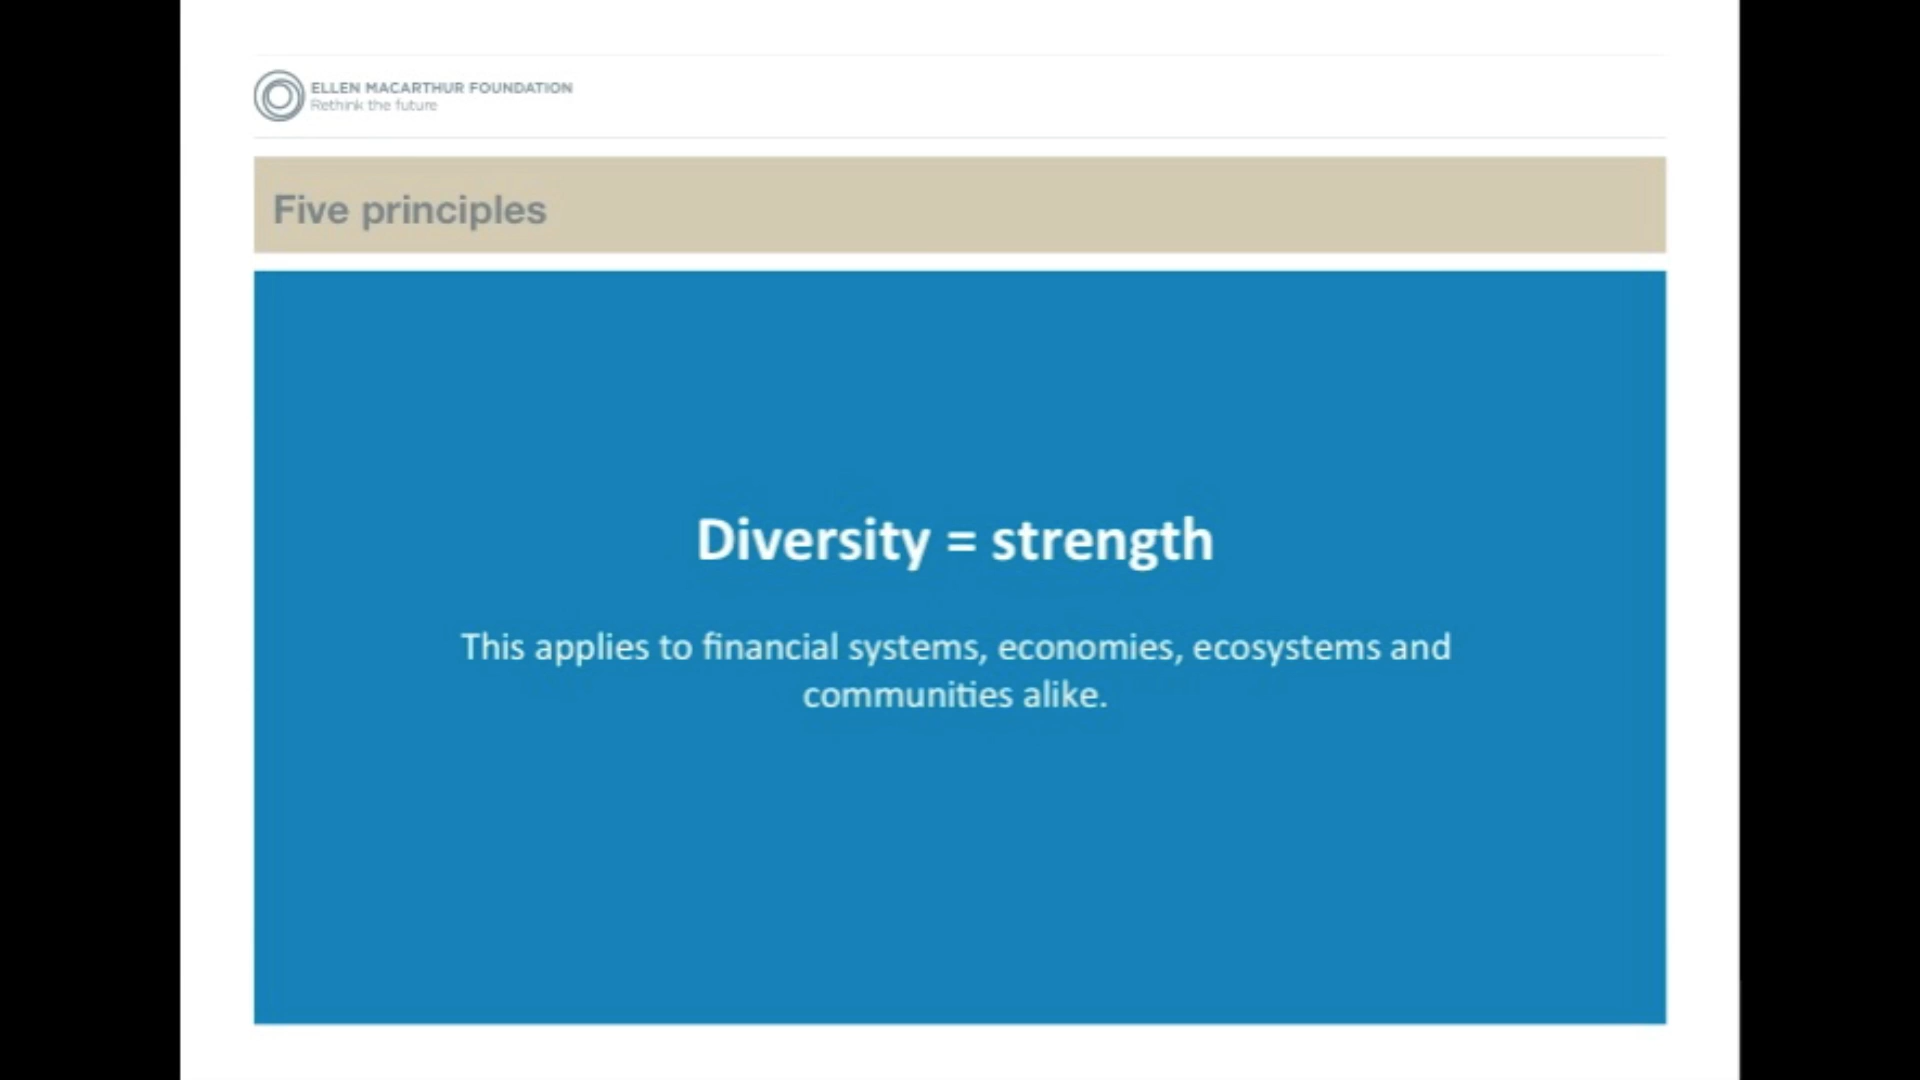 ELLEN MACARTHUR FOUNDATION
Rethink the future
Five principles
Diversity = strength
This applies to financial systems, economies, ecosystems and
communities alike.